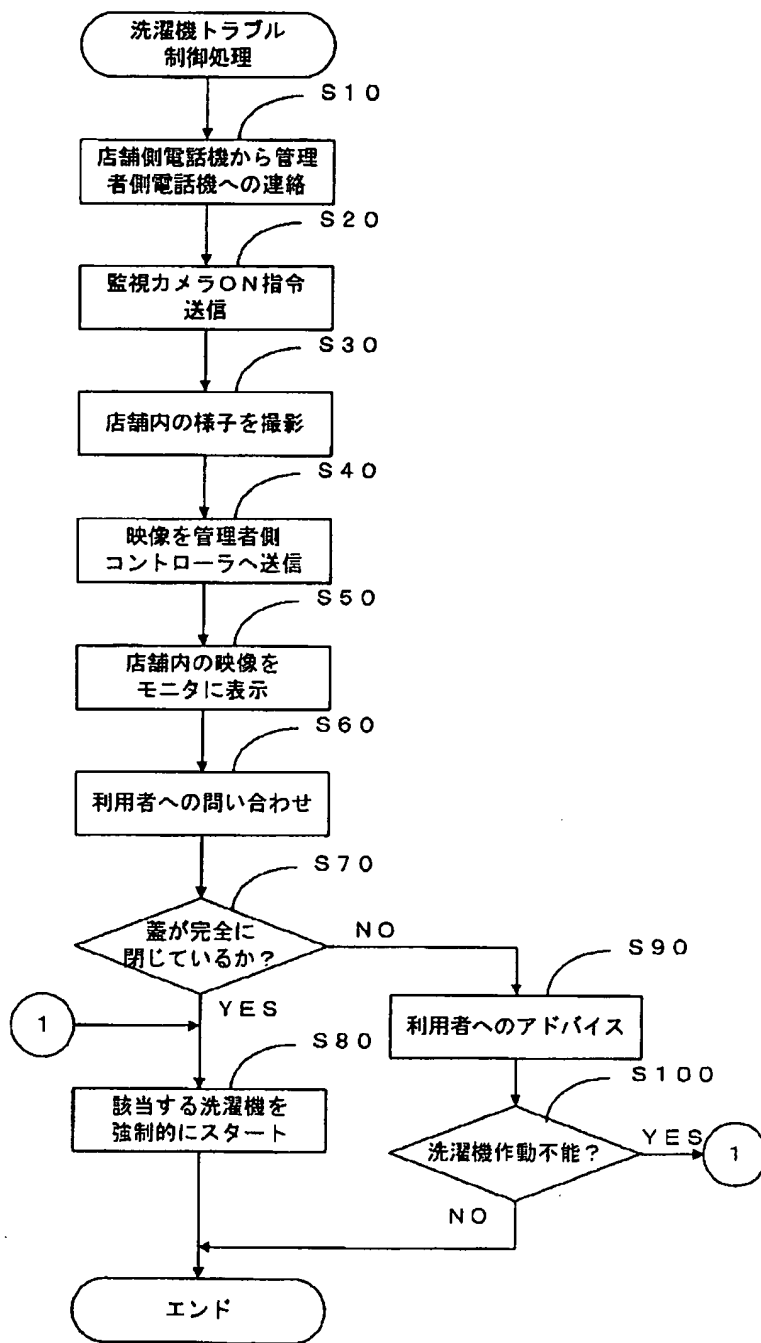 洗濯機トラブル
制御処理
S10
店舗側電話機から管理
者側電話機への連絡
S20
監視カメラON指令
送信
S30
店舗内の様子を撮影
S40
映像を管理者側
コントローラへ送信
S50
店舗内の映像を
モニタに表示
S60
利用者への問い合わせ
S70
蓋が完全に
閉じているか?
NO
YES
1
S90
利用者へのアドバイス
S80
該当する洗濯機を
強制的にスタート
S100
洗濯機作動不能?
YES
1
NO
エンド